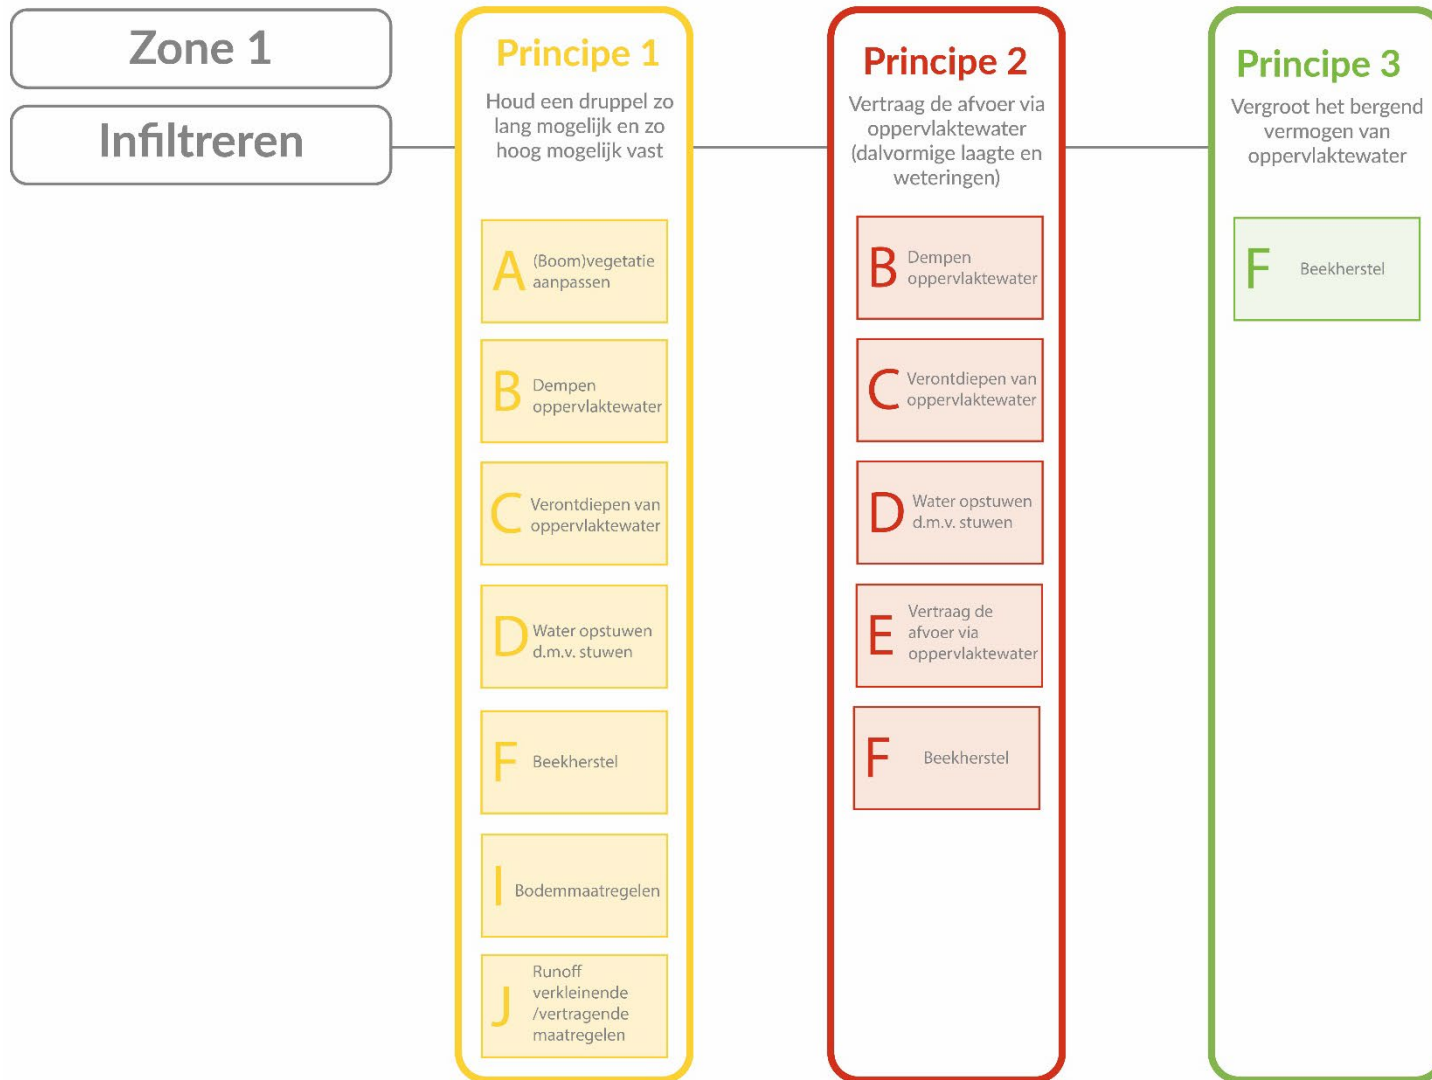 Zone 1
Infiltreren
Principe 1
Houd een druppel zo
lang mogelijk en zo
hoog mogelijk vast
A
(Boom)vegetatie
aanpassen
B
Dempen
oppervlaktewater
C
Verontdiepen van
oppervlaktewater
D
Water opstuwen
d.m.v. stuwen
F
Beekherstel
I
Bodemmaatregelen
J
Runoff
verkleinende
/vertragende
maatregelen
Principe 2
Vertraag de afvoer via
oppervlaktewater
(dalvormige laagte en
weteringen)
B
Dempen
oppervlaktewater
C
Verontdiepen van
oppervlaktewater
D
Water opstuwen
d.m.v. stuwen
E
Vertraag de
afvoer via
oppervlaktewater
F
Beekherstel
Principe 3
Vergroot het bergend
vermogen van
oppervlaktewater
F
Beekherstel